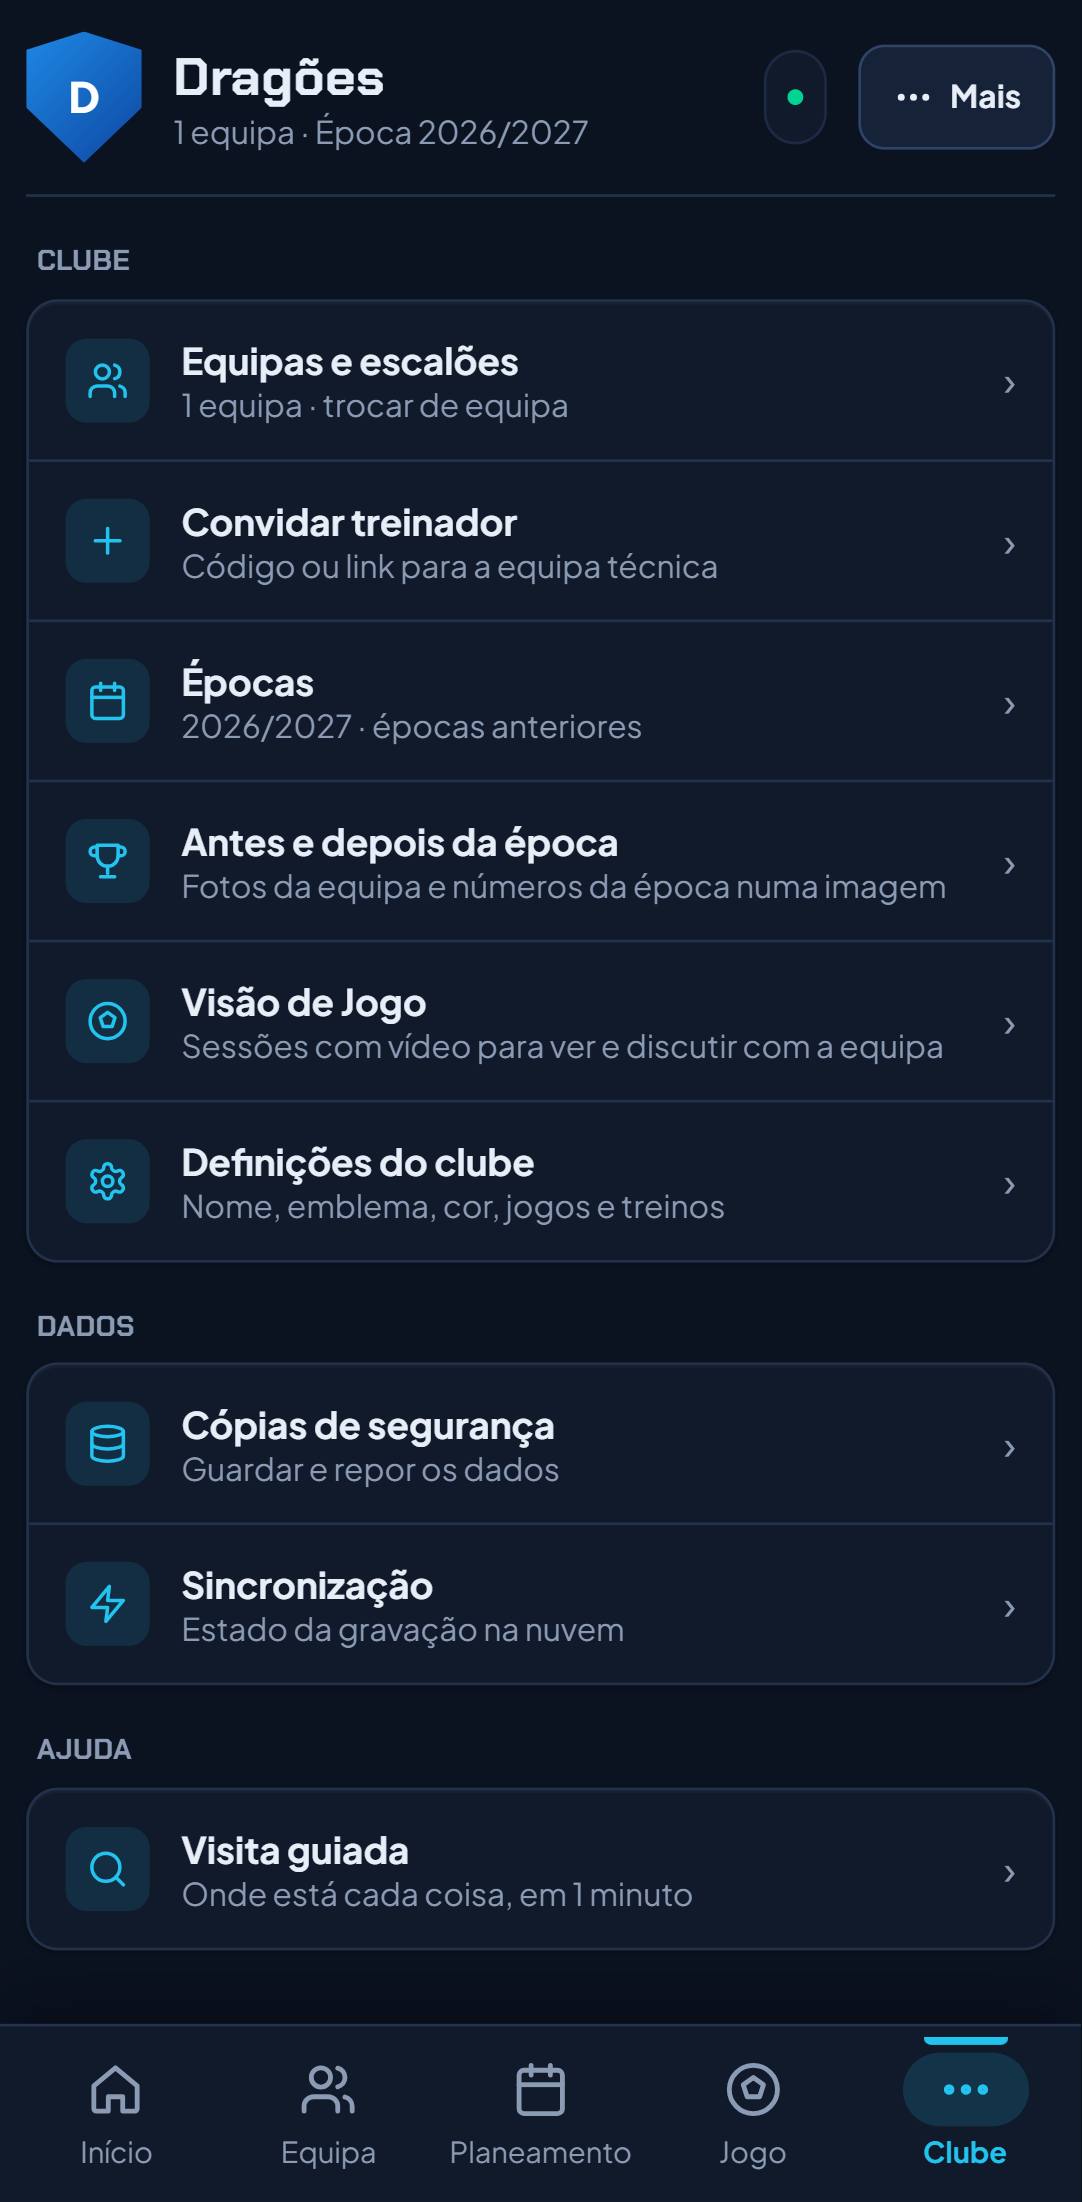 D
Dragões
1 equipa · Época 2026/2027
Mais
CLUBE
Equipas e escalões
1 equipa · trocar de equipa
Convidar treinador
Código ou link para a equipa técnica
Épocas
2026/2027 · épocas anteriores
Antes e depois da época
Fotos da equipa e números da época numa imagem
Visão de Jogo
Sessões com vídeo para ver e discutir com a equipa
Definições do clube
Nome, emblema, cor, jogos e treinos
DADOS
Cópias de segurança
Guardar e repor os dados
Sincronização
Estado da gravação na nuvem
AJUDA
Visita guiada
Onde está cada coisa, em 1 minuto
Início
Equipa
Planeamento
Jogo
Clube